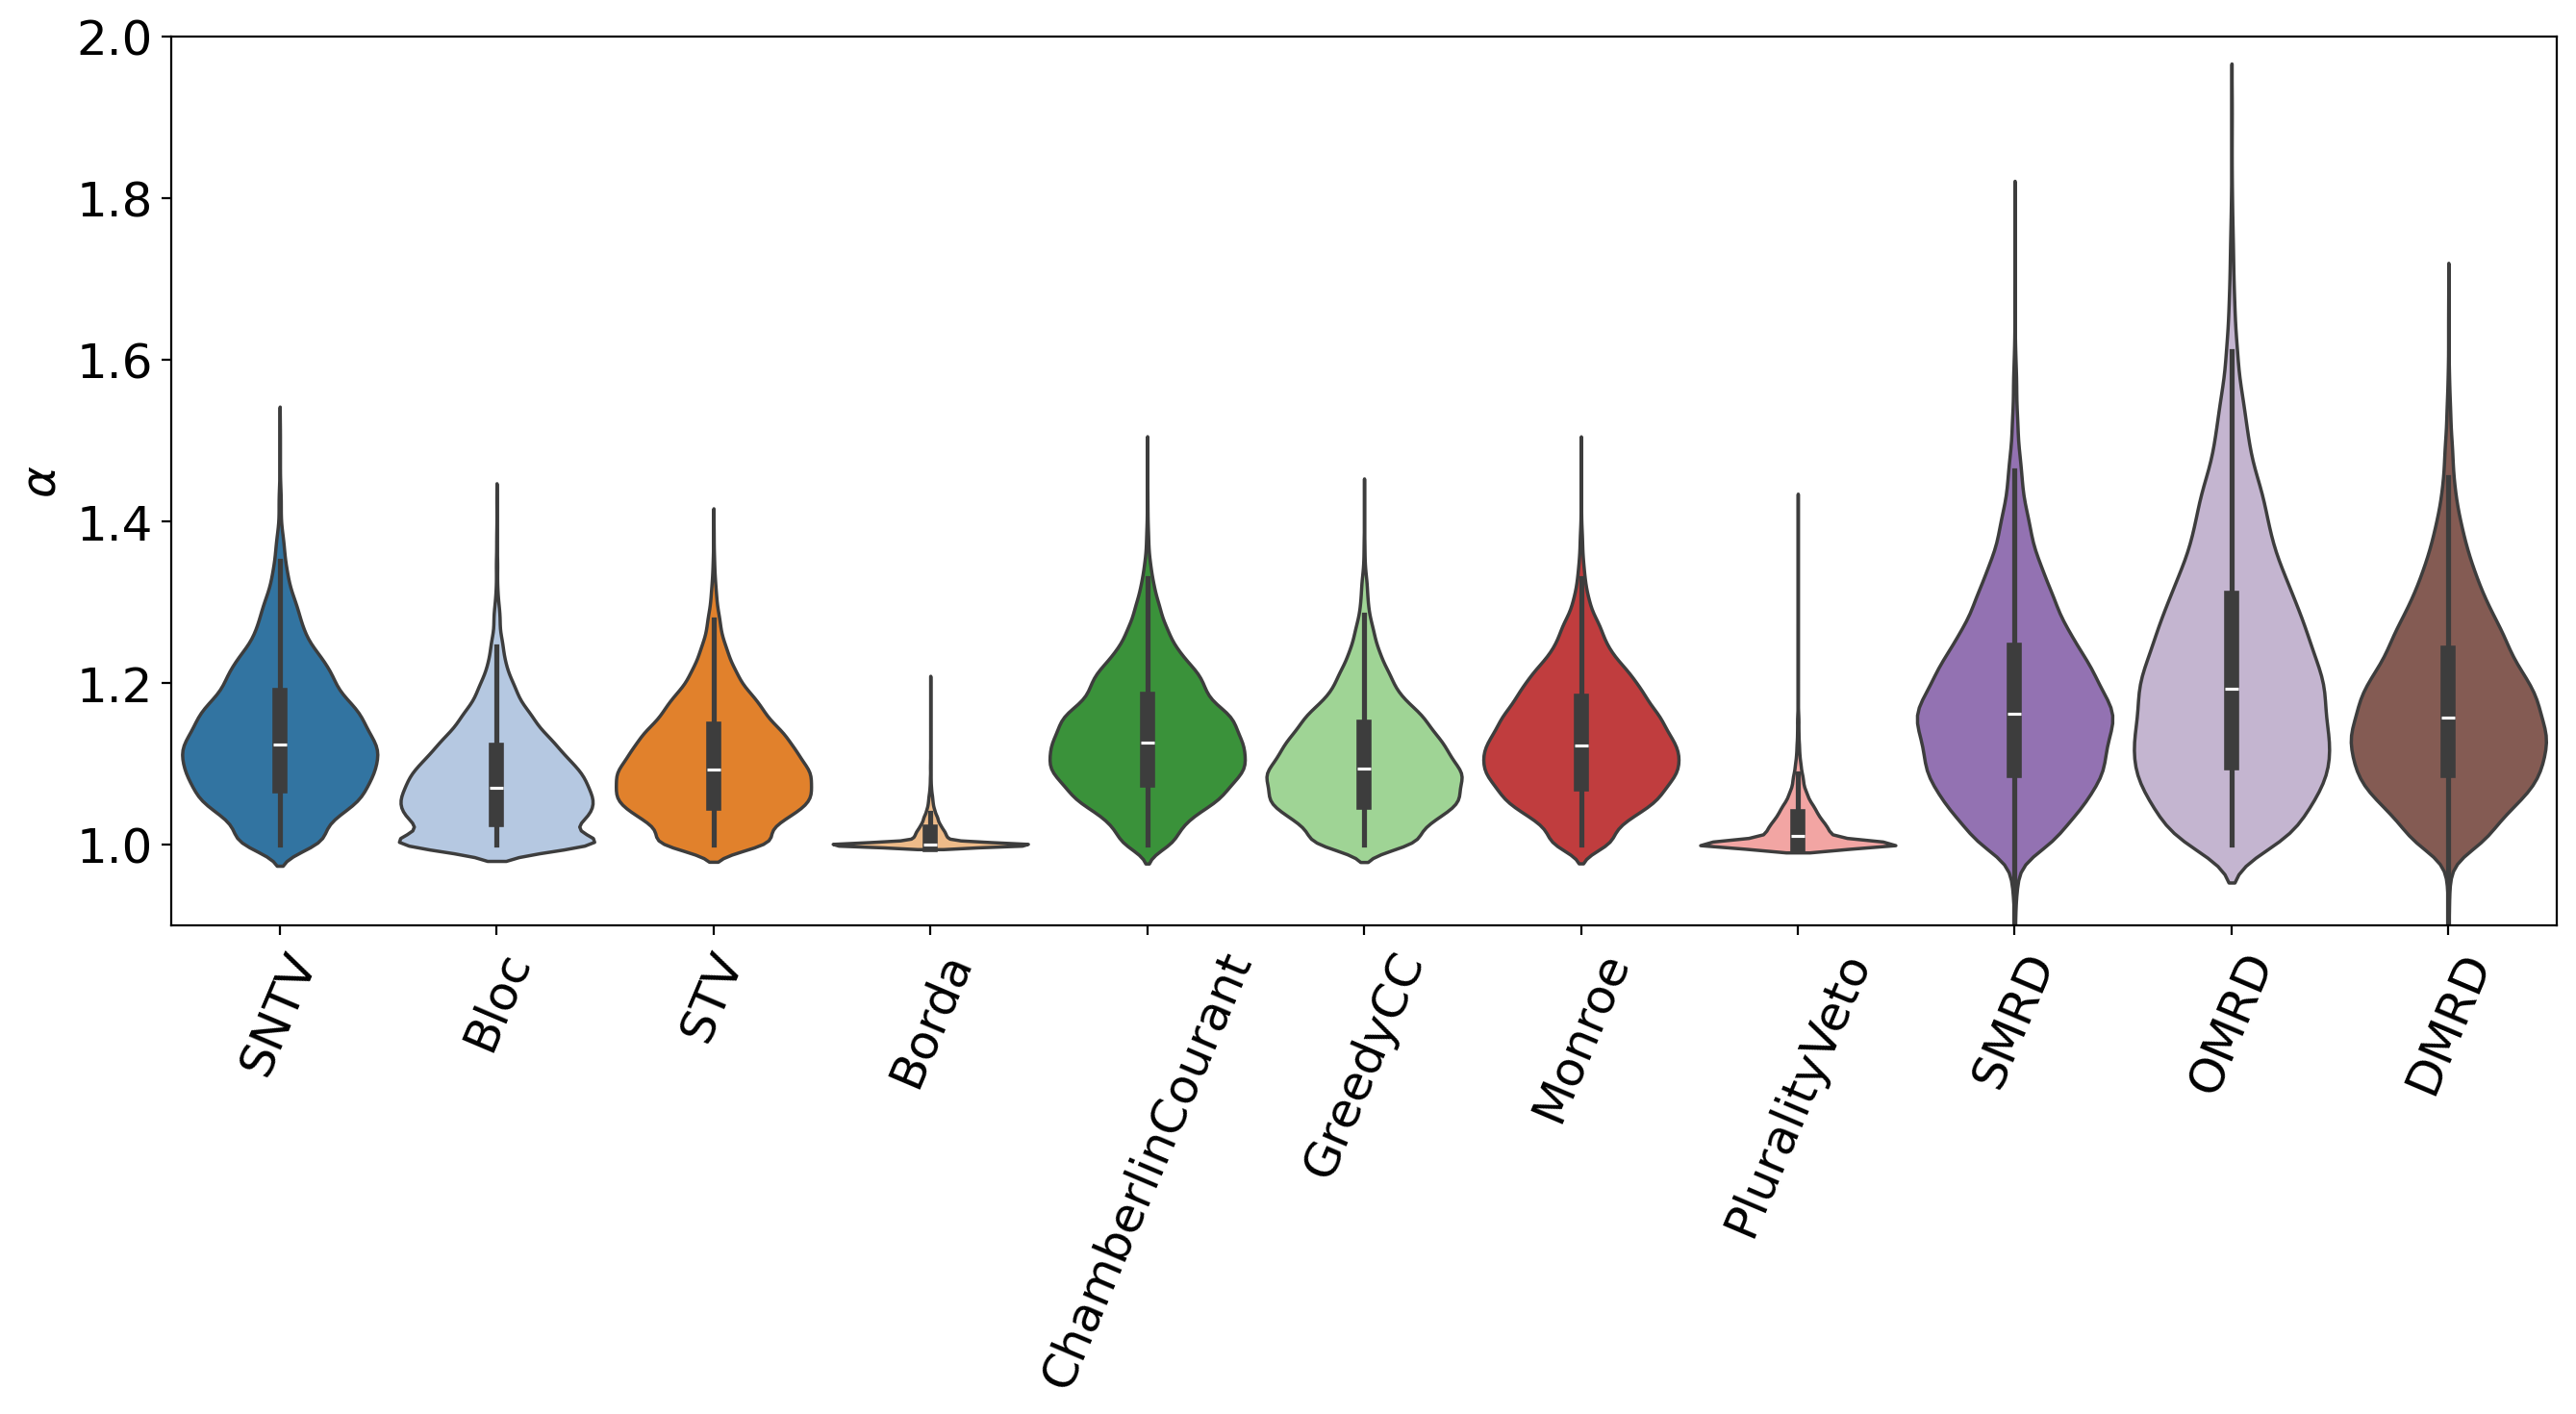 2.0
1.8
1.6
1.4
1.2
1.0
α
SNTV
Bloc
STV
Borda
ChamberlinCourant
GreedyCC
Monroe
PluralityVeto
SMRD
OMRD
DMRD